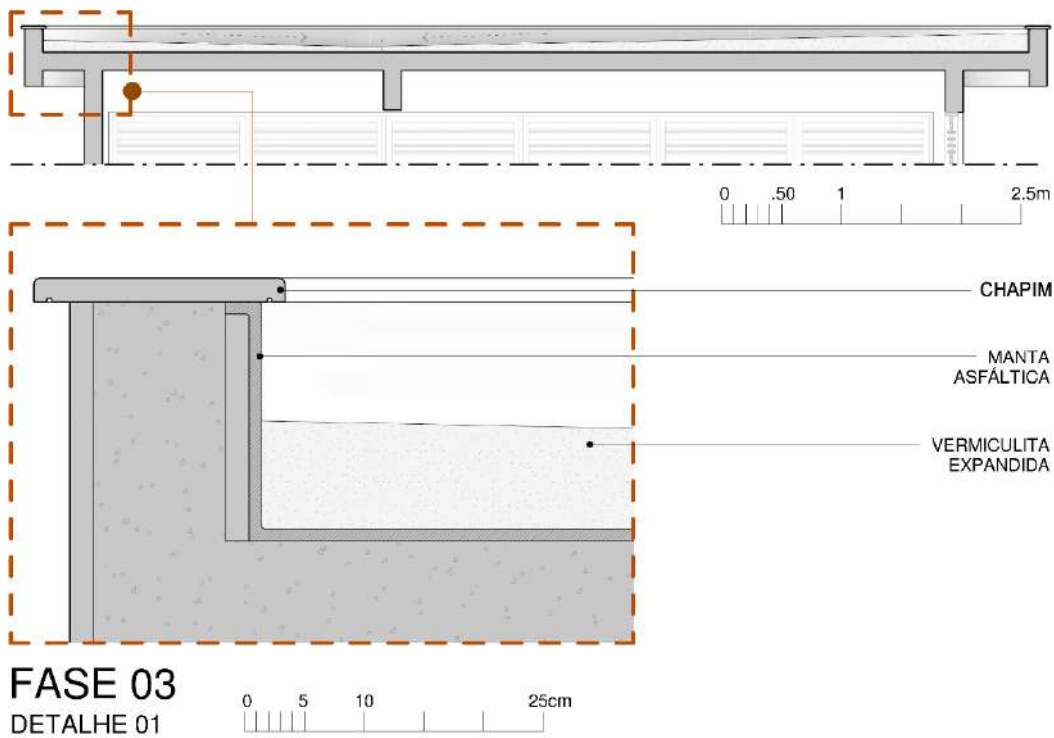 0 .50 1 2.5m
CHAPIM
MANTA
ASFÁLTICA
VERMICULITA
EXPANDIDA
FASE 03
DETALHE 01
0 5 10 25cm